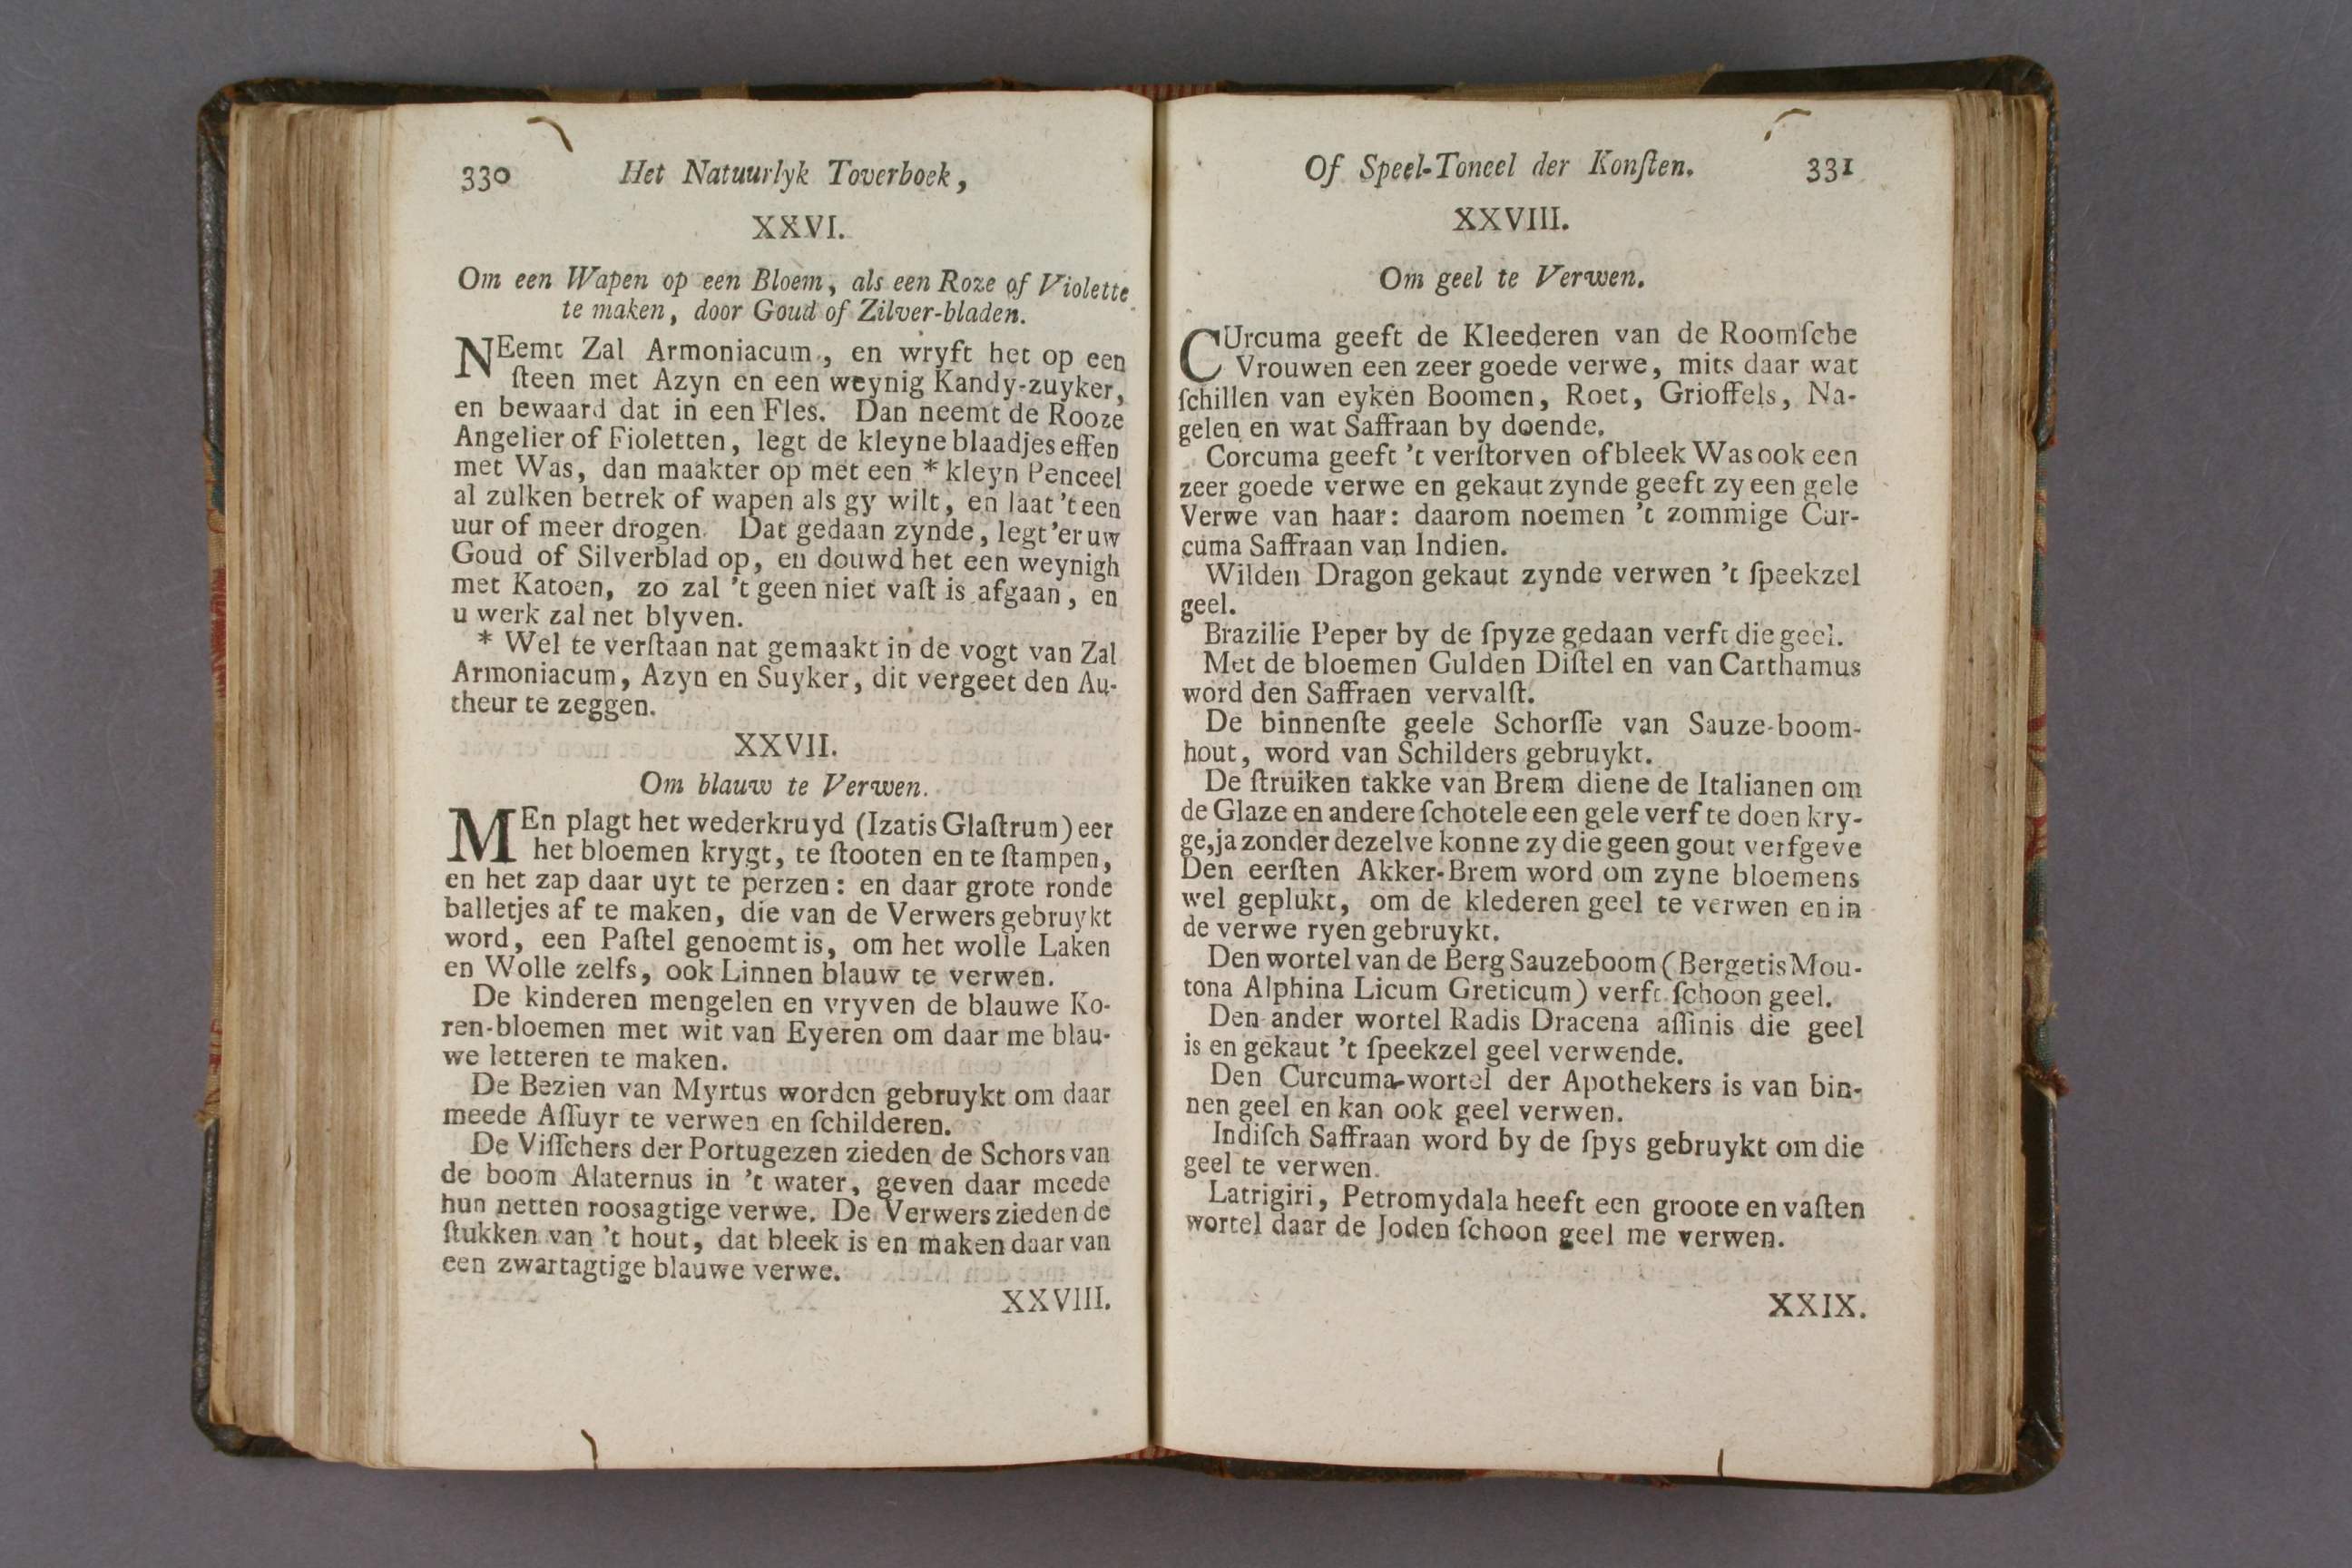 330 Het Natuurlyk Toverboek,
XXVI.
Om een Wapen op een Bloem, als een Roze of Violette
te maken, door Goud of Zilver-bladen.
NEemt Zal Armoniacum, en wryft het op een
ſteen met Azyn en een weynig Kandy-zuyker,
en bewaard dat in een Fles. Dan neemt de Rooze
Angelier of Fioletten, legt de kleyne blaadjes effen
met Was, dan maakter op met een * kleyn Penceel
al zulken betrek of wapen als gy wilt, en laat 't een
uur of meer drogen. Dat gedaan zynde, legt 'er uw
Goud of Silverblad op, en douwd het een weynigh
met Katoen, zo zal 't geen niet vaſt is afgaan, en
u werk zal net blyven.
* Wel te verſtaan nat gemaakt in de vogt van Zal
Armoniacum, Azyn en Suyker, dit vergeet den Au-
theur te zeggen.
XXVII.
Om blauw te Verwen.
MEn plagt het wederkruyd (Izatis Glaſtrum) eer
het bloemen krygt, te ſtooten en te ſtampen,
en het zap daar uyt te perzen: en daar grote ronde
balletjes af te maken, die van de Verwers gebruykt
word, een Paſtel genoemt is, om het wolle Laken
en Wolle zelfs, ook Linnen blauw te verwen.
De kinderen mengelen en vryven de blauwe Ko-
ren-bloemen met wit van Eyeren om daar me blau-
we letteren te maken.
De Bezien van Myrtus worden gebruykt om daar
meede Aſſuyr te verwen en ſchilderen.
De Viſſchers der Portugezen zieden de Schors van
de boom Alaternus in 't water, geven daar meede
hun netten roosagtige verwe. De Verwers zieden de
ſtukken van 't hout, dat bleek is en maken daar van
een zwartagtige blauwe verwe.
XXVIII.
Of Speel-Toneel der Konſten. 331
XXVIII.
Om geel te Verwen.
CUrcuma geeft de Kleederen van de Roomſche
Vrouwen een zeer goede verwe, mits daar wat
ſchillen van eyken Boomen, Roet, Grioffels, Na-
gelen en wat Saffraan by doende.
Corcuma geeft 't verſtorven of bleek Was ook een
zeer goede verwe en gekaut zynde geeft zy een gele
Verwe van haar: daarom noemen 't zommige Cur-
cuma Saffraan van Indien.
Wilden Dragon gekaut zynde verwen 't ſpeekzel
geel.
Brazilie Peper by de ſpyze gedaan verft die geel.
Met de bloemen Gulden Diſtel en van Carthamus
word den Saffraen vervalſt.
De binnenſte geele Schorſſe van Sauze-boom-
hout, word van Schilders gebruykt.
De ſtruiken takke van Brem diene de Italianen om
de Glaze en andere ſchotele een gele verf te doen kry-
ge, ja zonder dezelve konne zy die geen gout verf geve
Den eerſten Akker-Brem word om zyne bloemens
wel geplukt, om de klederen geel te verwen en in
de verwe ryen gebruykt.
Den wortel van de Berg Sauzeboom (Bergetis Mou-
tona Alphina Licum Greticum) verft ſchoon geel.
Den ander wortel Radis Dracena aſſinis die geel
is en gekaut 't ſpeekzel geel verwende.
Den Curcuma-wortel der Apothekers is van bin-
nen geel en kan ook geel verwen.
Indiſch Saffraan word by de ſpys gebruykt om die
geel te verwen.
Latrigiri, Petromydala heeft een groote en vaſten
wortel daar de Joden ſchoon geel me verwen.
XXIX.